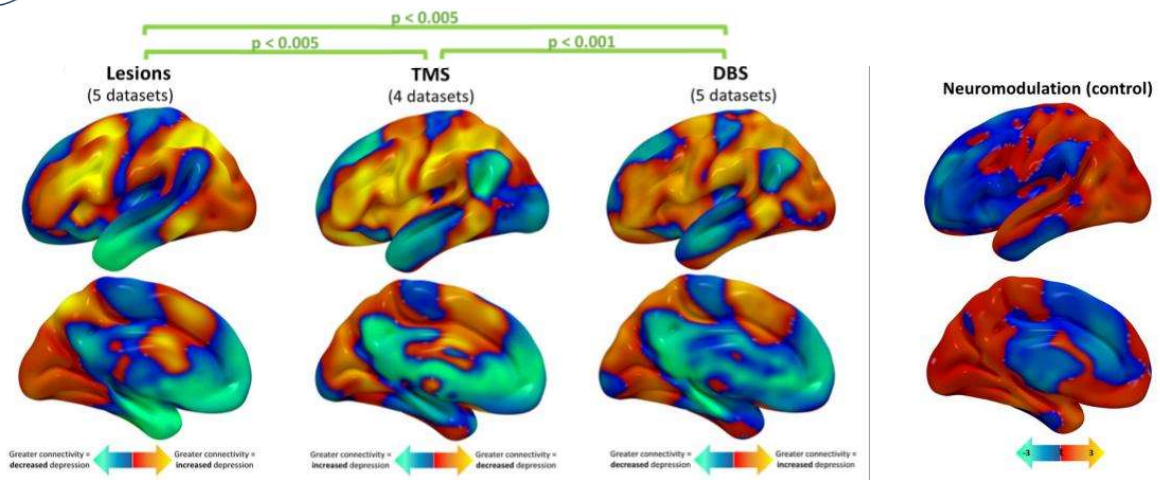 p < 0.005
p < 0.005
p < 0.001
Lesions
(5 datasets)
TMS
(4 datasets)
DBS
(5 datasets)
Neuromodulation (control)
Greater connectivity =
decreased depression
Greater connectivity =
increased depression
Greater connectivity =
increased depression
Greater connectivity =
decreased depression
Greater connectivity =
decreased depression
Greater connectivity =
increased depression
-3
3